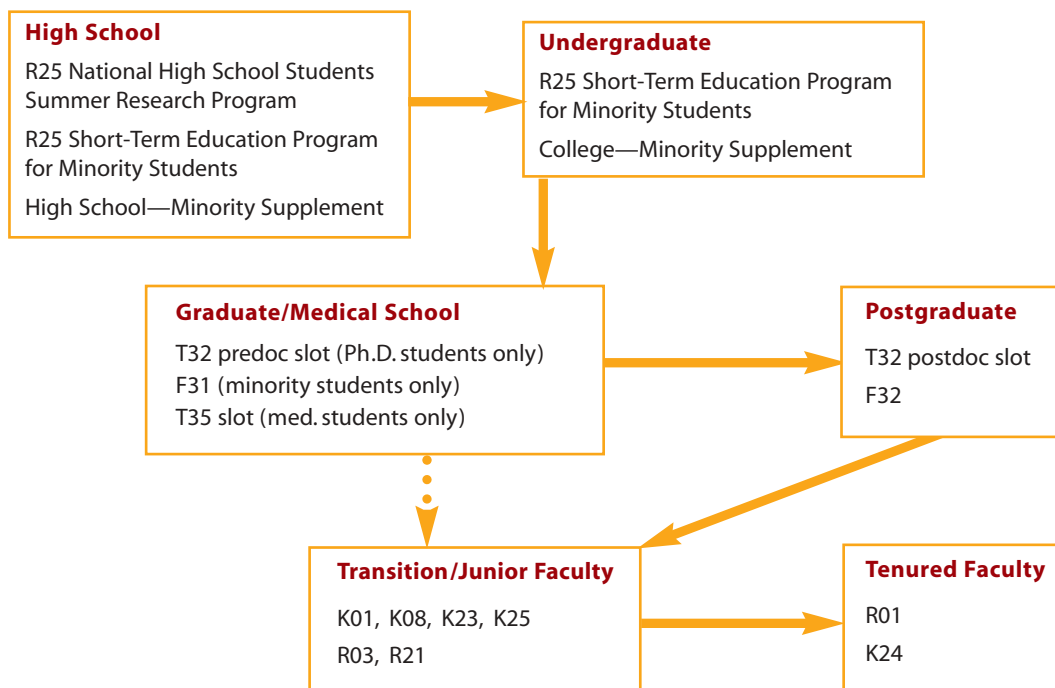 High School
R25 National High School Students
Summer Research Program
R25 Short-Term Education Program
for Minority Students
High School—Minority Supplement
Undergraduate
R25 Short-Term Education Program
for Minority Students
College—Minority Supplement
Graduate/Medical School
T32 predoc slot (Ph.D. students only)
F31 (minority students only)
T35 slot (med. students only)
Postgraduate
T32 postdoc slot
F32
Transition/Junior Faculty
K01, K08, K23, K25
R03, R21
Tenured Faculty
R01
K24